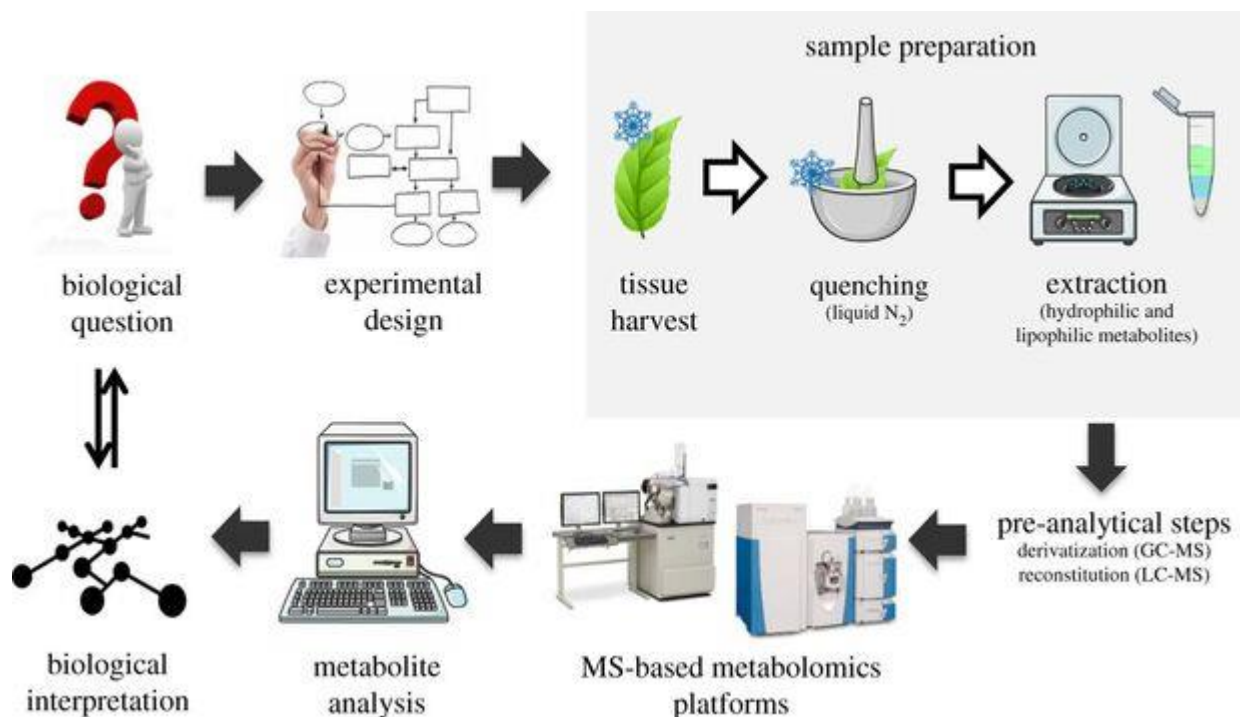 sample preparation
biological
question
experimental
design
tissue
harvest
quenching
(liquid N₂)
extraction
(hydrophilic and
lipophilic metabolites)
pre-analytical steps
derivatization (GC-MS)
reconstitution (LC-MS)
MS-based metabolomics
platforms
metabolite
analysis
biological
interpretation